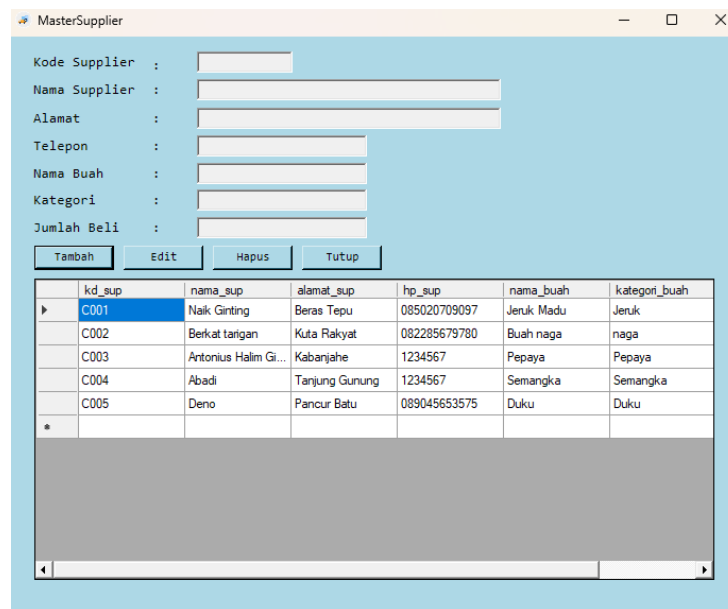 MasterSupplier
Kode Supplier :
Nama Supplier :
Alamat :
Telepon :
Nama Buah :
Kategori :
Jumlah Beli :
Tambah Edit Hapus Tutup
kd_sup nama_sup alamat_sup hp_sup nama_buah kategori_buah
C001 Naik Ginting Beras Tepu 085020709097 Jeruk Madu Jeruk
C002 Berkat tarigan Kuta Rakyat 082285679780 Buah naga naga
C003 Antonius Halim Gi... Kabanjahe 1234567 Pepaya Pepaya
C004 Abadi Tanjung Gunung 1234567 Semangka Semangka
C005 Deno Pancur Batu 089045653575 Duku Duku